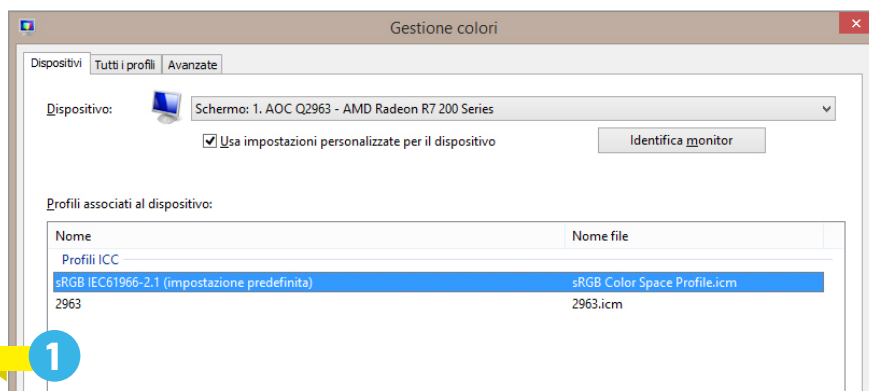 Gestione colori
Dispositivi Tutti i profili Avanzate
Dispositivo: Schermo: 1. AOC Q2963 - AMD Radeon R7 200 Series
Usa impostazioni personalizzate per il dispositivo Identifica monitor
Profili associati al dispositivo:
Nome Nome file
Profili ICC
sRGB IEC61966-2.1 (impostazione predefinita) sRGB Color Space Profile.icm
2963 2963.icm
1